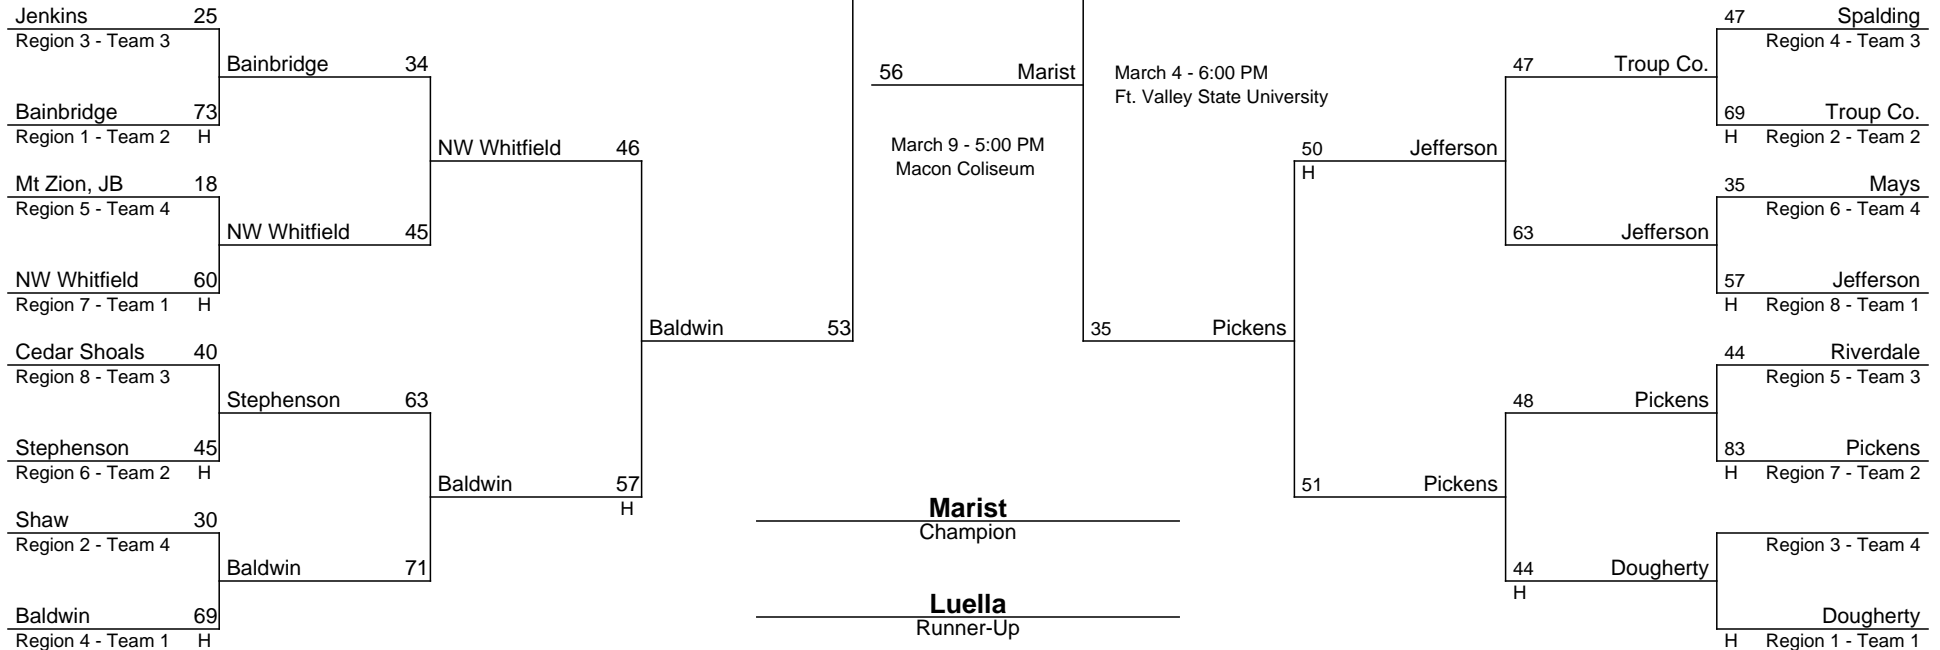 Jenkins 25
Region 3 - Team 3
Bainbridge 34
Bainbridge 73
Region 1 - Team 2 H
NW Whitfield 46
Mt Zion, JB 18
Region 5 - Team 4
NW Whitfield 45
NW Whitfield 60
Region 7 - Team 1 H
Baldwin 53
Cedar Shoals 40
Region 8 - Team 3
Stephenson 63
Stephenson 45
Region 6 - Team 2 H
Baldwin 57
H
Shaw 30
Region 2 - Team 4
Baldwin 71
Baldwin 69
Region 4 - Team 1 H
56 Marist
March 9 - 5:00 PM
Macon Coliseum
March 4 - 6:00 PM
Ft. Valley State University
Marist
Champion
Luella
Runner-Up
47 Spalding
Region 4 - Team 3
47 Troup Co.
69 Troup Co.
H Region 2 - Team 2
50 Jefferson
H
35 Mays
Region 6 - Team 4
63 Jefferson
57 Jefferson
H Region 8 - Team 1
35 Pickens
44 Riverdale
Region 5 - Team 3
48 Pickens
83 Pickens
H Region 7 - Team 2
51 Pickens
Region 3 - Team 4
44 Dougherty
H
Dougherty
H Region 1 - Team 1